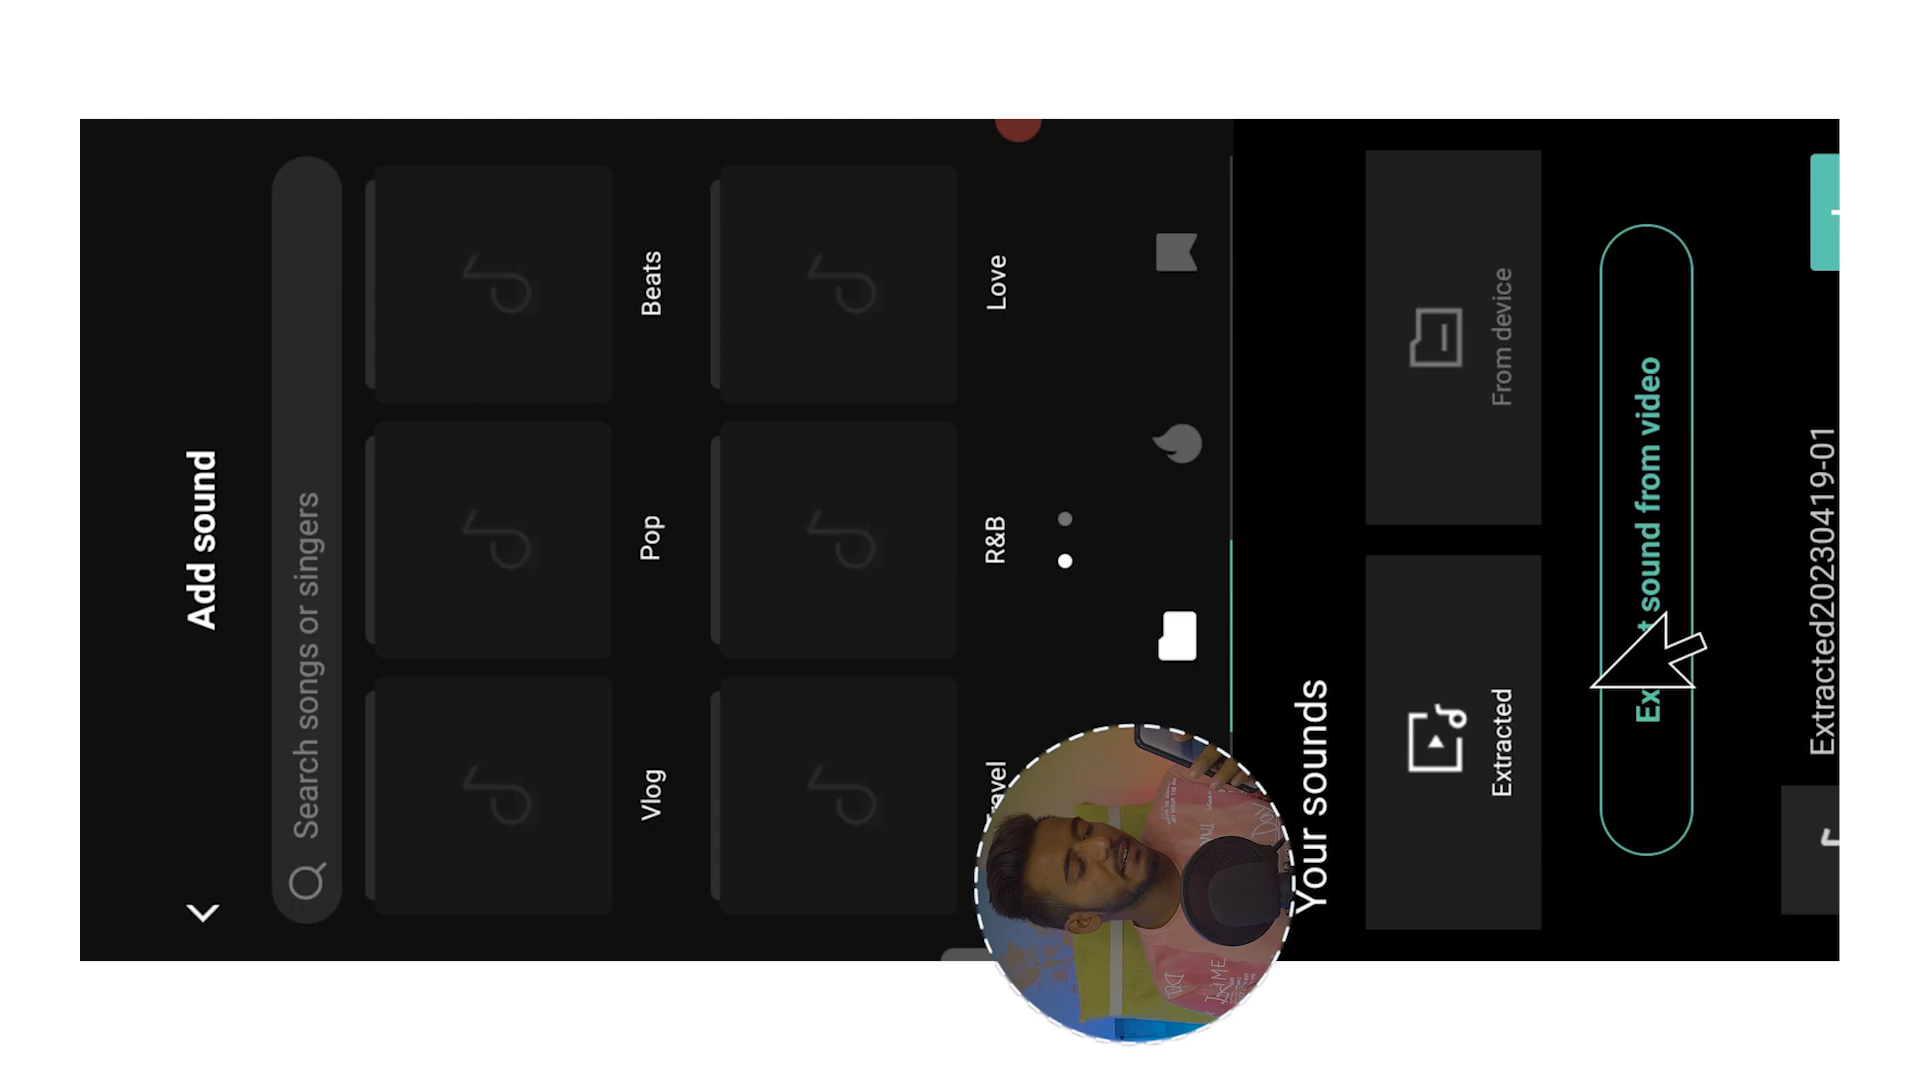 Add sound
Search songs or singers
Vlog
Pop
Beats
R&B
Love
Your sounds
Extracted
From device
sound from video
Extracted20230419-01